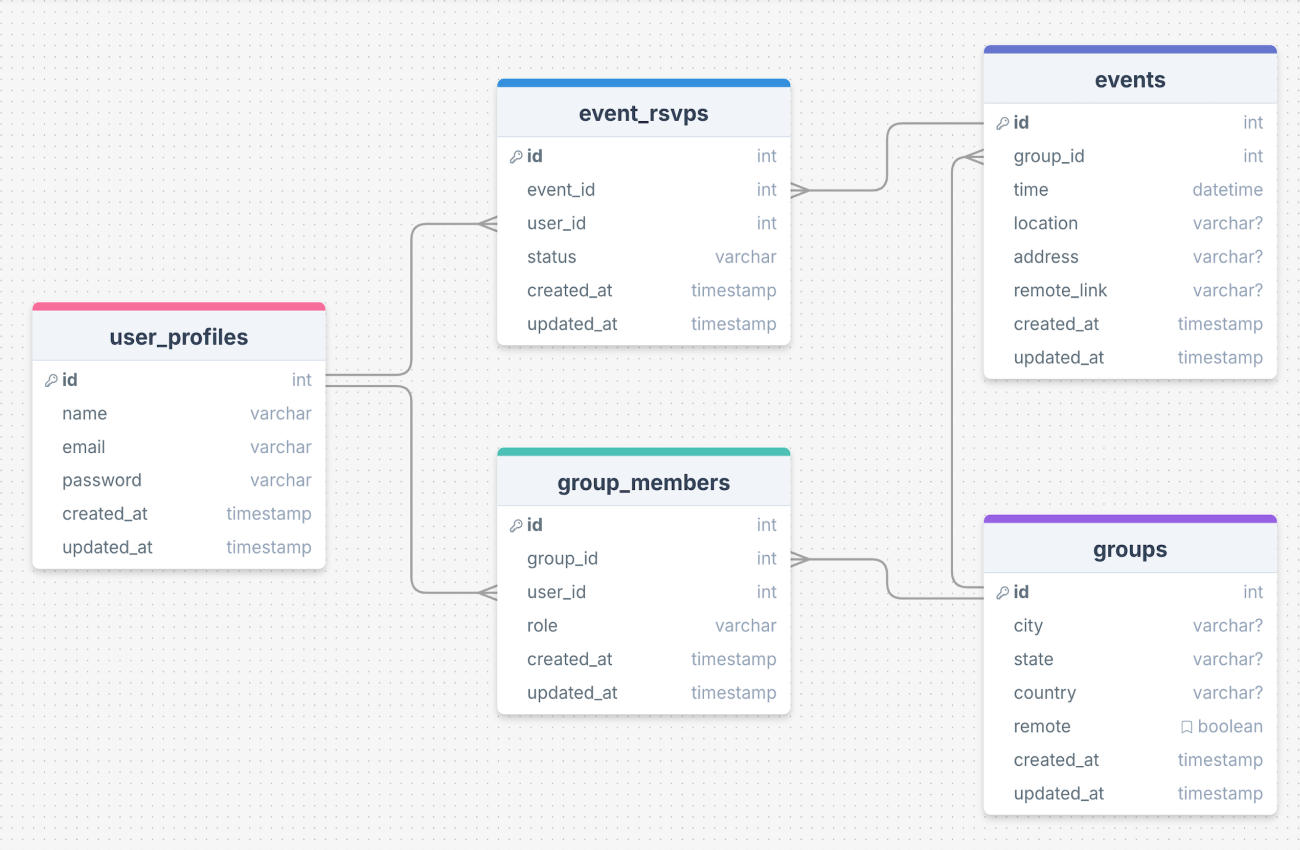 user_profiles
id int
name varchar
email varchar
password varchar
created_at timestamp
updated_at timestamp
event_rsvps
id int
event_id int
user_id int
status varchar
created_at timestamp
updated_at timestamp
group_members
id int
group_id int
user_id int
role varchar
created_at timestamp
updated_at timestamp
events
id int
group_id int
time datetime
location varchar?
address varchar?
remote_link varchar?
created_at timestamp
updated_at timestamp
groups
id int
city varchar?
state varchar?
country varchar?
remote boolean
created_at timestamp
updated_at timestamp